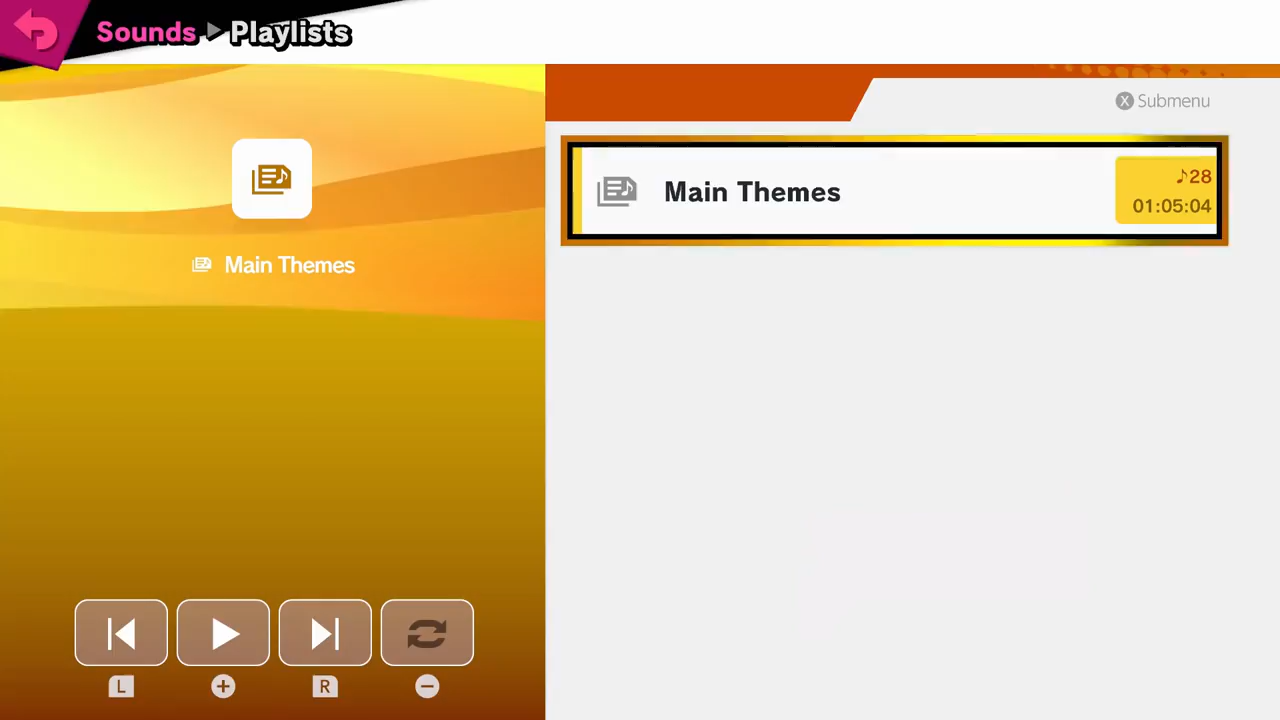 Sounds ▶ Playlists
X Submenu
Main Themes
♪28
01:05:04
Main Themes
L + R −